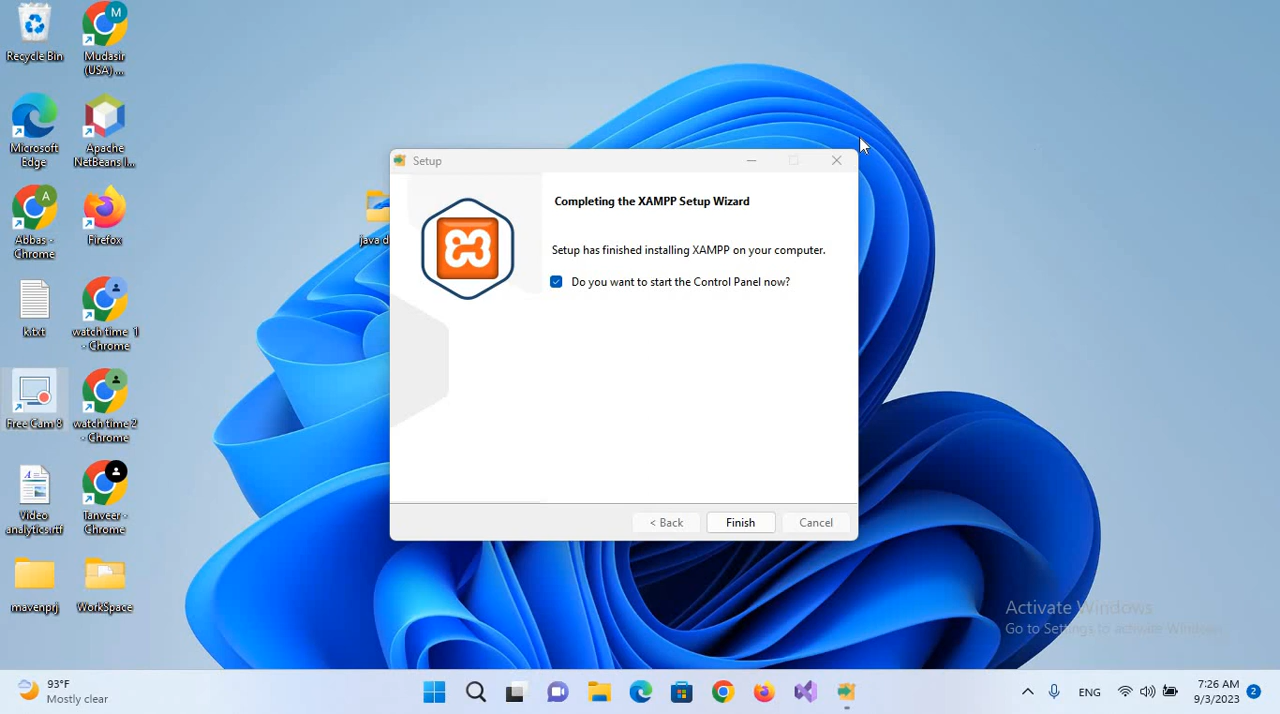 Recycle Bin
Mudasir
(USA)....
M
Microsoft
Edge
Apache
NetBeans I...
A
Abbas -
Chrome
Firefox
k.txt
watch time 1
- Chrome
Free Cam 8
watch time 2
- Chrome
Video
analytics.rtf
Tanveer -
Chrome
mavenprj
WorkSpace
java d
Setup
Completing the XAMPP Setup Wizard
Setup has finished installing XAMPP on your computer.
Do you want to start the Control Panel now?
< Back
Finish
Cancel
Activate Windows
Go to Settings to activate Windows.
93°F
Mostly clear
ENG
7:26 AM
9/3/2023
2